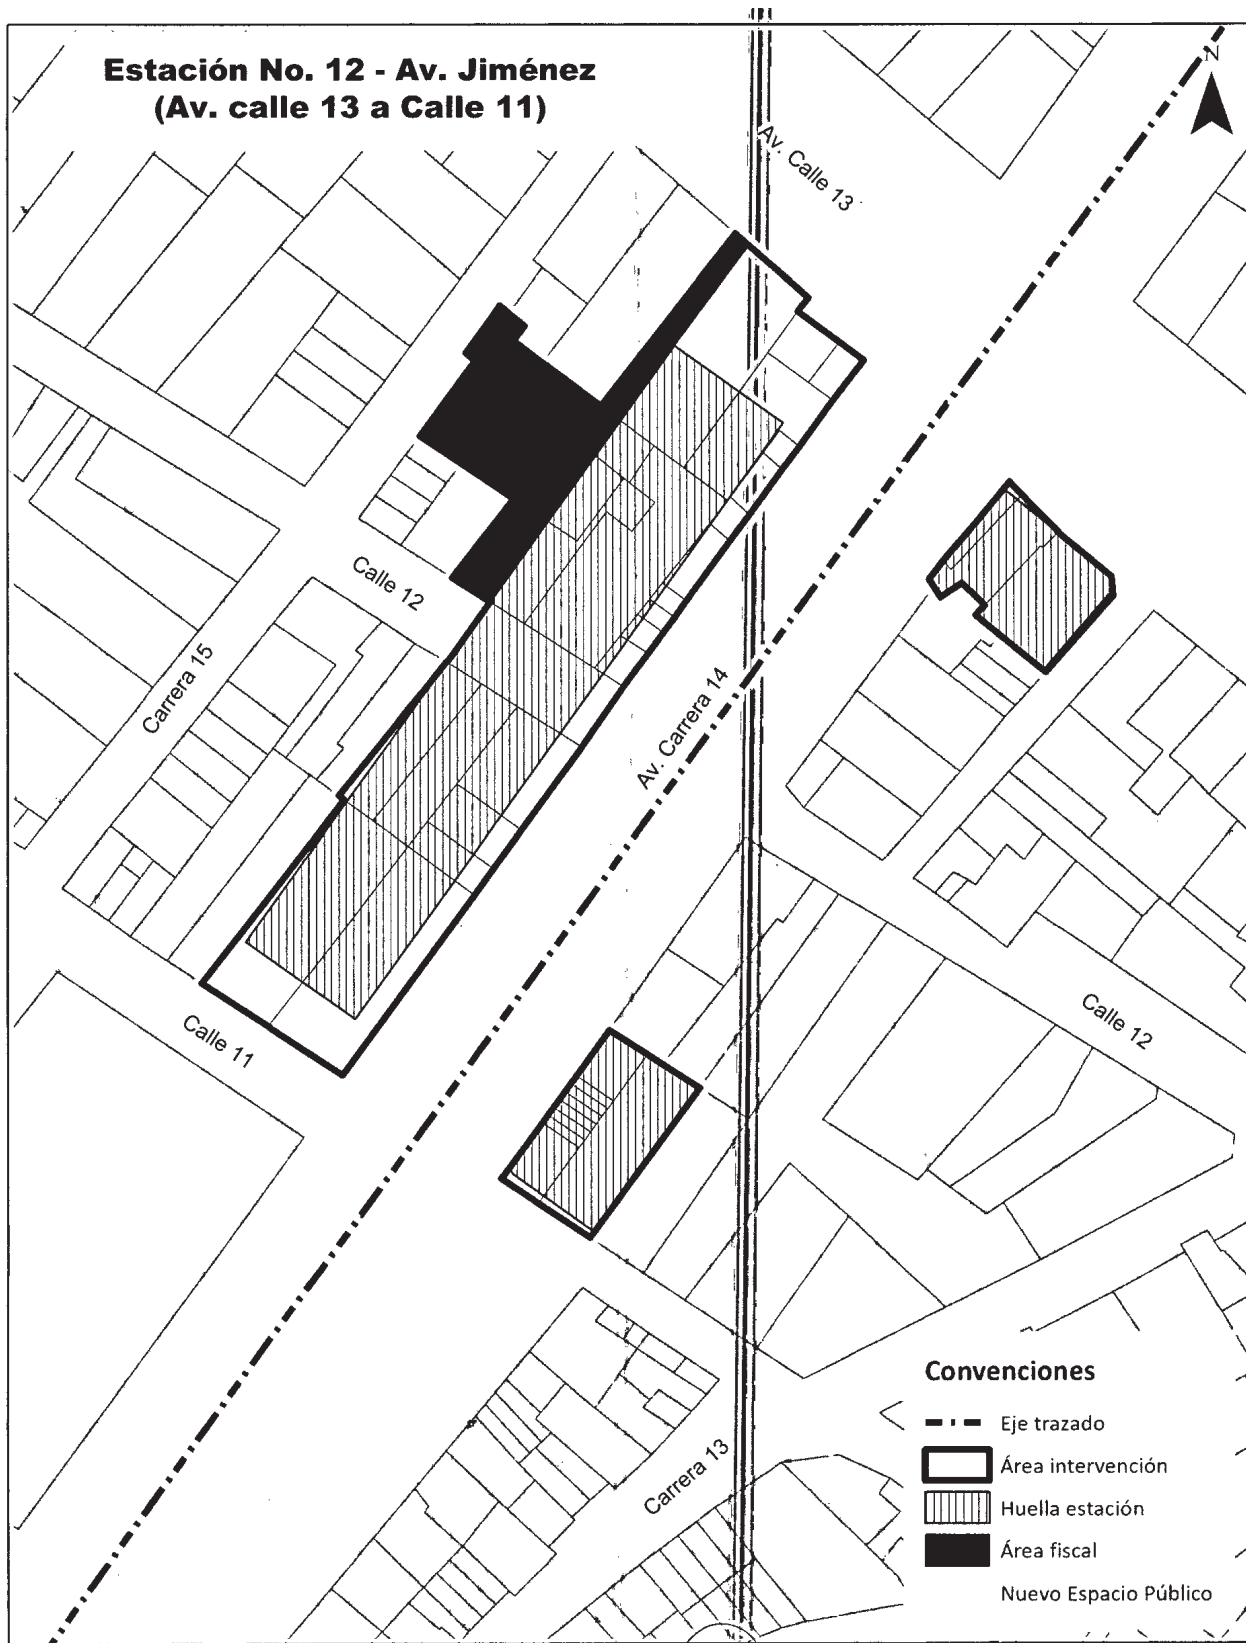 Estación No. 12 - Av. Jiménez
(Av. calle 13 a Calle 11)
N
Av. Calle 13
Calle 12
Carrera 15
Av. Carrera 14
Calle 11
Calle 12
Carrera 13
Convenciones
Eje trazado
Área intervención
Huella estación
Área fiscal
Nuevo Espacio Público